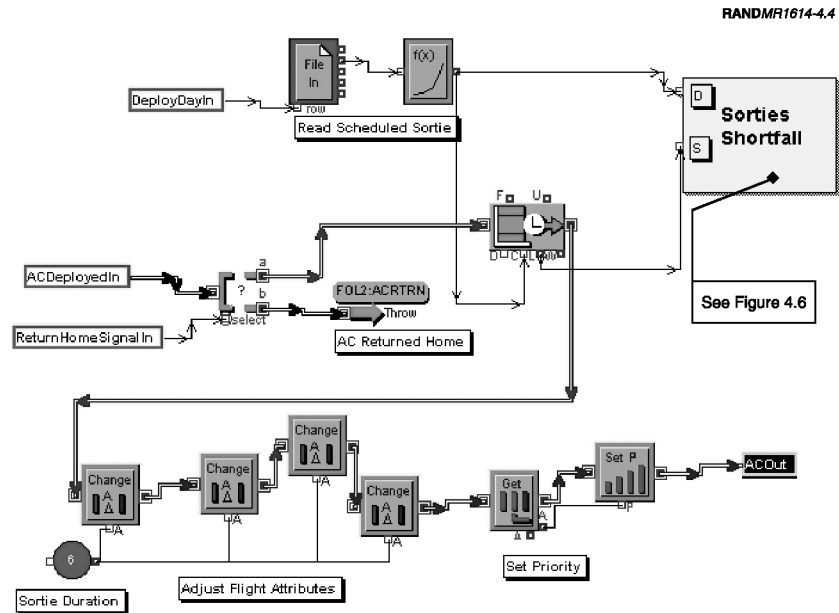 RANDMR1614-4.4
File
In
row
f(x)
DeployDayIn
Read Scheduled Sortie
D
Sorties
Shortfall
S
F U
L
D C L W
ACDeployedIn
a
?
b
select
FOL2:ACRTRN
Throw
ReturnHomeSignalIn
AC Returned Home
See Figure 4.6
Change
A
Δ
A
Change
A
Δ
A
Change
A
Δ
A
Change
A
Δ
A
Get
A
Δ
Set P
P
ACOut
6
Sortie Duration
Adjust Flight Attributes
Set Priority